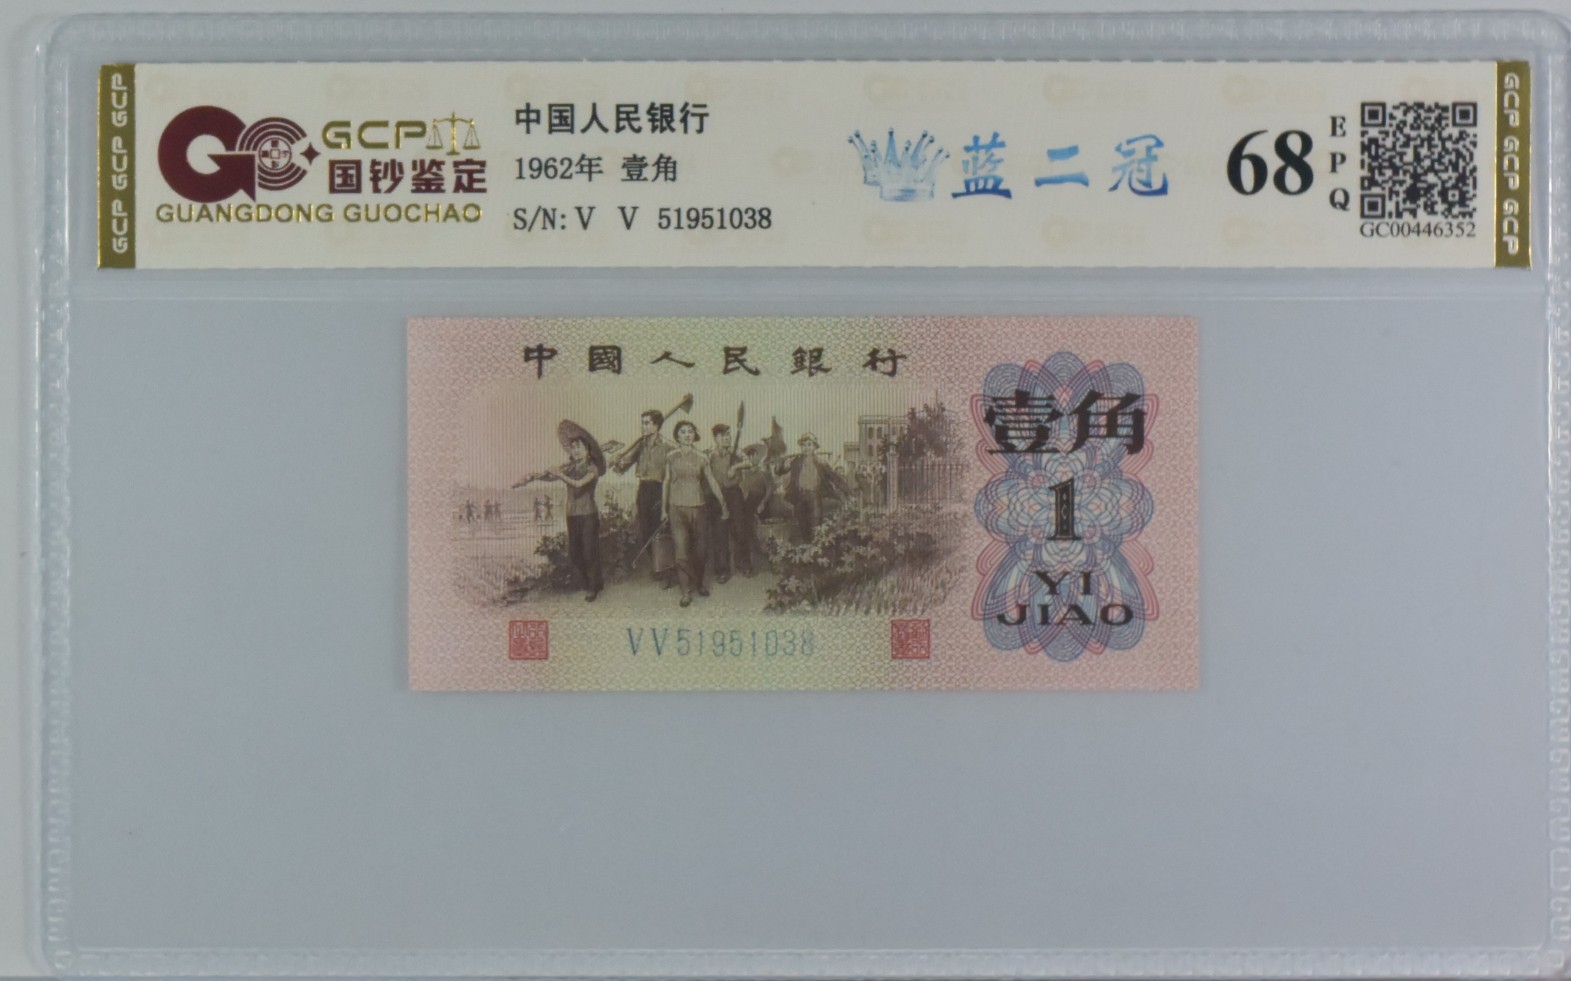 GCP GCP GCP
GCP
国钞鉴定
GUANGDONG GUOCHAO
中国人民银行
1962年 壹角
S/N: V V 51951038
蓝二冠
68
EPQ
GC00446352
GCP GCP GCP
中國人民銀行
壹角
1
YI
JIAO
VV51951038